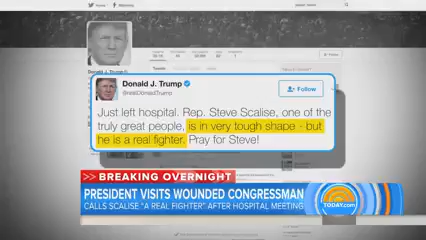 Donald J. Trump
@realDonaldTrump
Follow
Just left hospital. Rep. Steve Scalise, one of the
truly great people, is in very tough shape - but
he is a real fighter. Pray for Steve!
BREAKING OVERNIGHT
PRESIDENT VISITS WOUNDED CONGRESSMAN
CALLS SCALISE "A REAL FIGHTER" AFTER HOSPITAL MEETING
TODAY.com